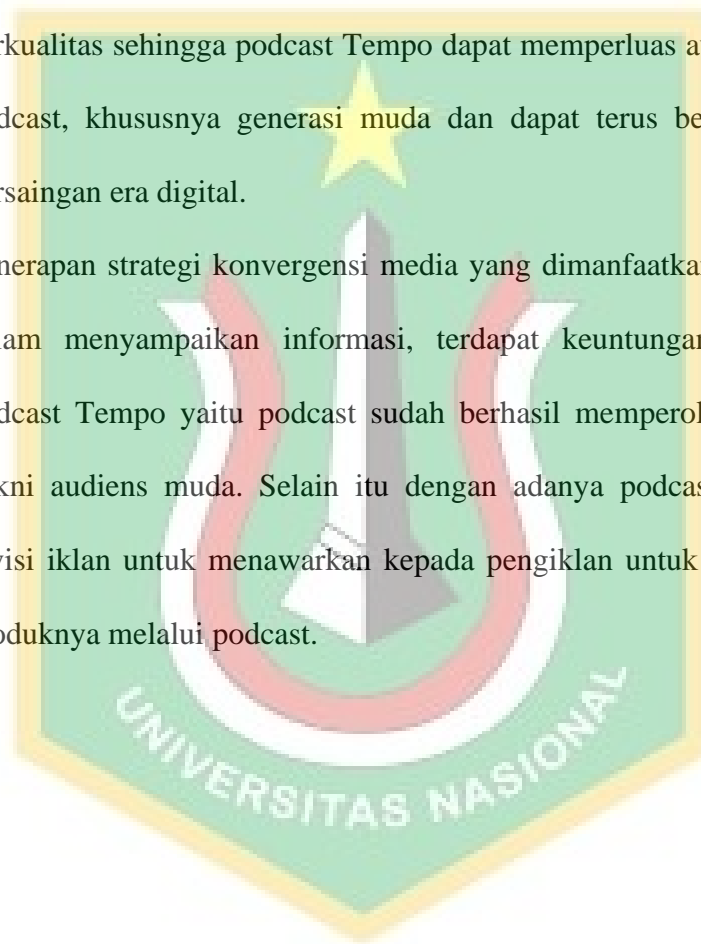 rkualitas sehingga podcast Tempo dapat memperluas a
dcast, khususnya generasi muda dan dapat terus be
rsaingan era digital.
nerapan strategi konvergensi media yang dimanfaatka
lam menyampaikan informasi, terdapat keuntungan
dcast Tempo yaitu podcast sudah berhasil memperol
kni audiens muda. Selain itu dengan adanya podcas
visi iklan untuk menawarkan kepada pengiklan untuk
oduknya melalui podcast.
UNIVERSITAS NASIONAL